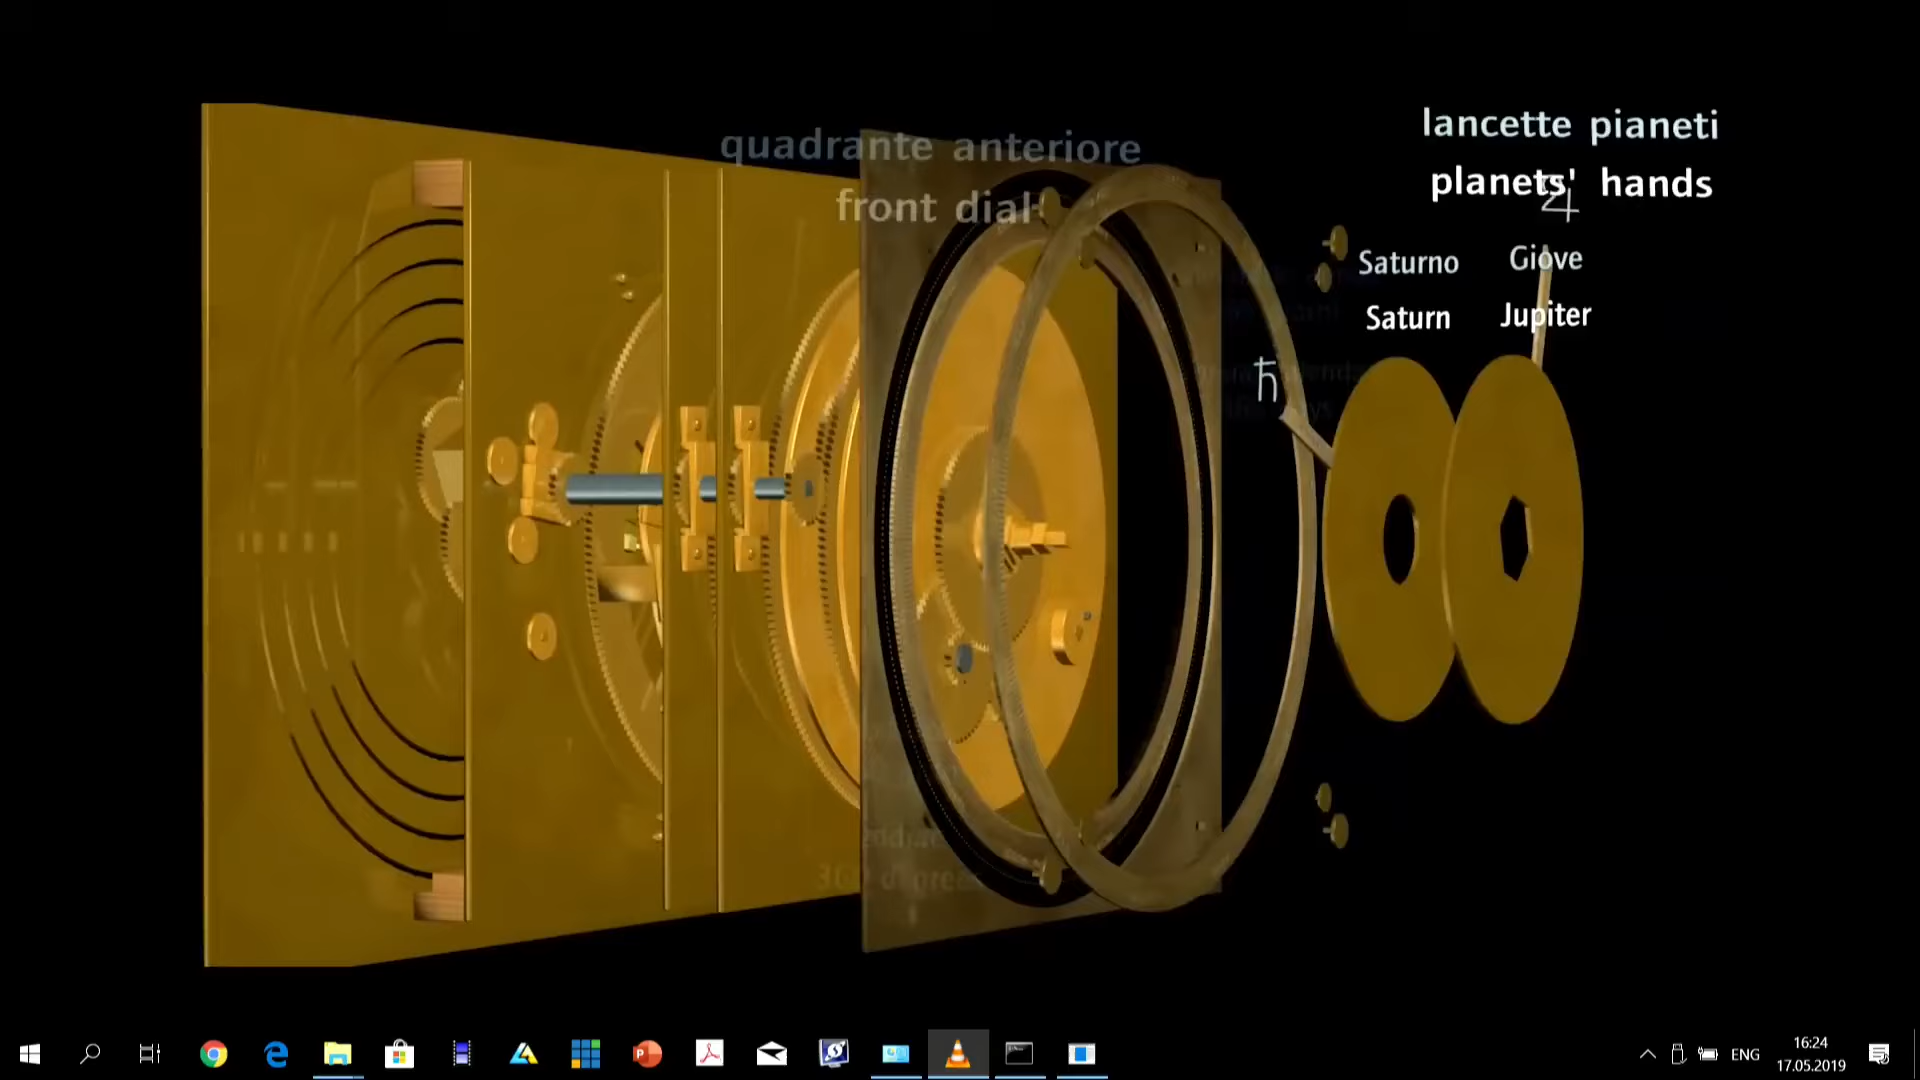 quadrante anteriore
front dial
lancette pianeti
planets' hands
♃
Saturno Giove
Saturn Jupiter
♄
ENG
16:24
17.05.2019